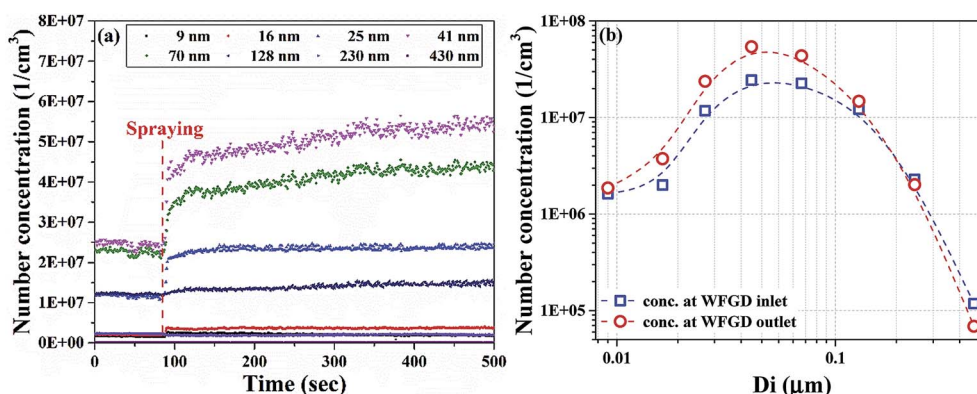 (a)
9 nm 16 nm 25 nm 41 nm
70 nm 128 nm 230 nm 430 nm
Spraying
8E+07
7E+07
6E+07
5E+07
4E+07
3E+07
2E+07
1E+07
0E+00
0 100 200 300 400 500
Number concentration (1/cm³)
Time (sec)
(b)
1E+08
1E+07
1E+06
1E+05
0.01 0.1
Number concentration (1/cm³)
Di (μm)
conc. at WFGD inlet
conc. at WFGD outlet